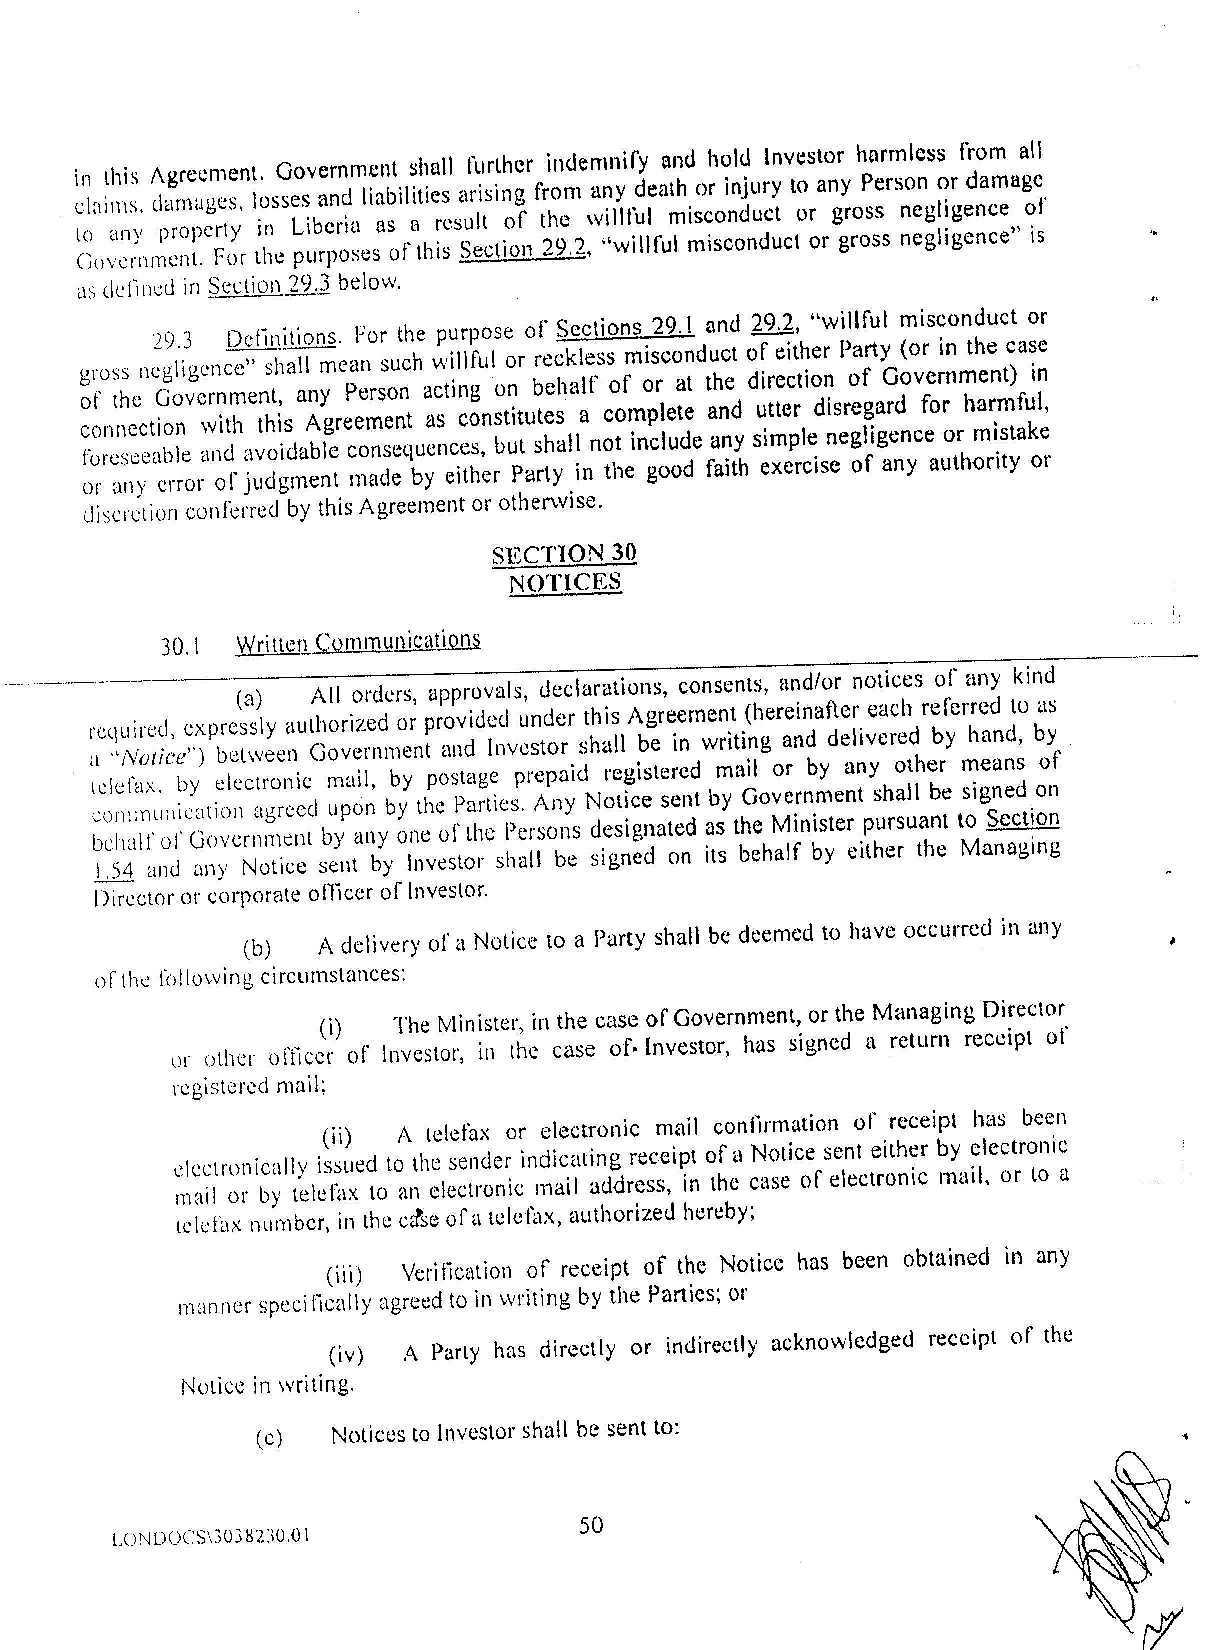 in this Agreement. Government shall further indemnify and hold Investor harmless from all
claims, damages, losses and liabilities arising from any death or injury to any Person or damage
to any property in Liberia as a result of the willful misconduct or gross negligence of
Government. For the purposes of this Section 29.2, “willful misconduct or gross negligence” is
as defined in Section 29.3 below.
29.3 Definitions. For the purpose of Sections 29.1 and 29.2, “willful misconduct or
gross negligence” shall mean such willful or reckless misconduct of either Party (or in the case
of the Government, any Person acting on behalf of or at the direction of Government) in
connection with this Agreement as constitutes a complete and utter disregard for harmful,
foreseeable and avoidable consequences, but shall not include any simple negligence or mistake
or any error of judgment made by either Party in the good faith exercise of any authority or
discretion conferred by this Agreement or otherwise.
SECTION 30
NOTICES
30.1 Written Communications
(a) All orders, approvals, declarations, consents, and/or notices of any kind
required, expressly authorized or provided under this Agreement (hereinafter each referred to as
a “Notice”) between Government and Investor shall be in writing and delivered by hand, by
telefax, by electronic mail, by postage prepaid registered mail or by any other means of
communication agreed upon by the Parties. Any Notice sent by Government shall be signed on
behalf of Government by any one of the Persons designated as the Minister pursuant to Section
1.54 and any Notice sent by Investor shall be signed on its behalf by either the Managing
Director or corporate officer of Investor.
(b) A delivery of a Notice to a Party shall be deemed to have occurred in any
of the following circumstances:
(i) The Minister, in the case of Government, or the Managing Director
or other officer of Investor, in the case of Investor, has signed a return receipt of
registered mail;
(ii) A telefax or electronic mail confirmation of receipt has been
electronically issued to the sender indicating receipt of a Notice sent either by electronic
mail or by telefax to an electronic mail address, in the case of electronic mail, or to a
telefax number, in the case of a telefax, authorized hereby;
(iii) Verification of receipt of the Notice has been obtained in any
manner specifically agreed to in writing by the Parties; or
(iv) A Party has directly or indirectly acknowledged receipt of the
Notice in writing.
(c) Notices to Investor shall be sent to:
50
LONDOCS\3038230.01